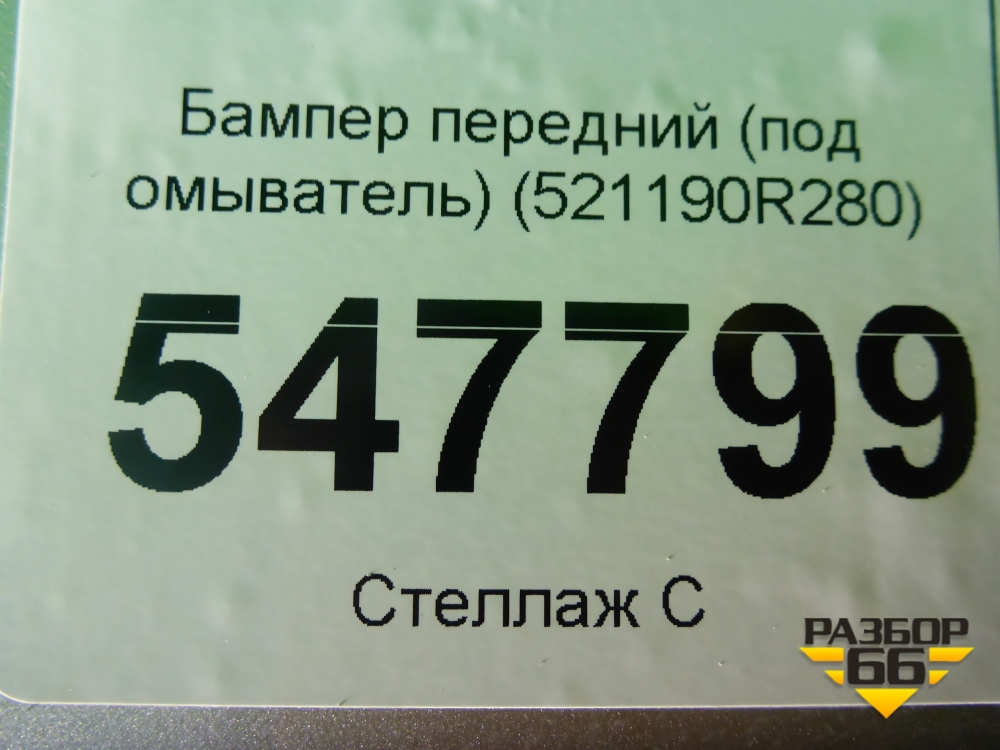 Бампер передний (под
омыватель) (521190R280)
547799
Стеллаж С
РАЗБОР
66